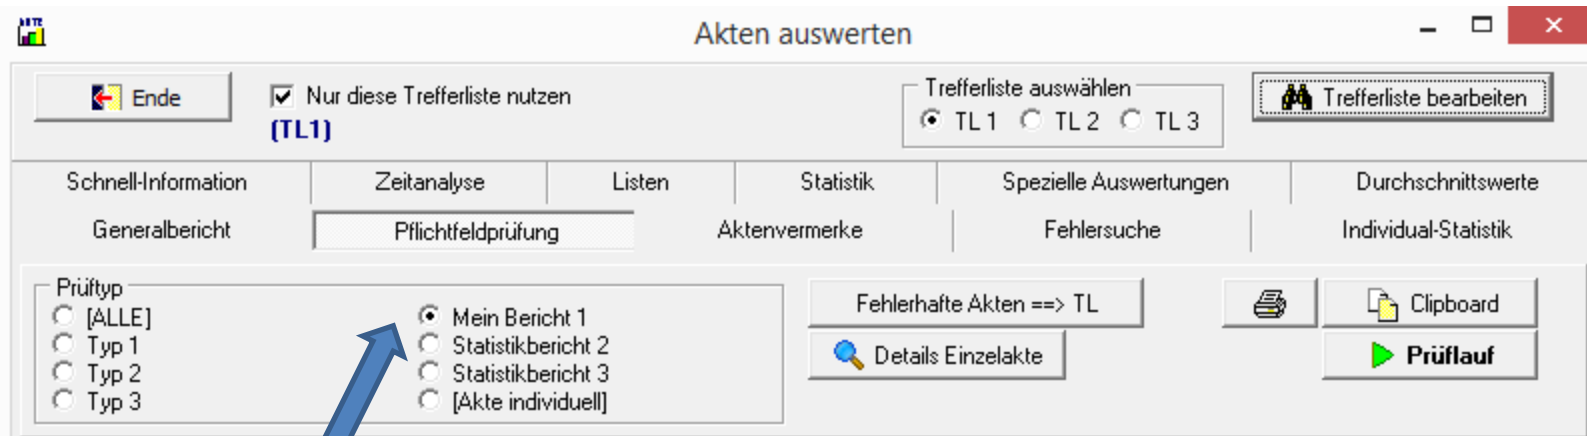 Akten auswerten
Ende
Nur diese Trefferliste nutzen
(TL1)
Trefferliste auswählen
TL 1 TL 2 TL 3
Trefferliste bearbeiten
Schnell-Information Zeitanalyse Listen Statistik Spezielle Auswertungen Durchschnittswerte
Generalbericht Pflichtfeldprüfung Aktenvermerke Fehlersuche Individual-Statistik
Prüftyp
[ALLE]
Typ 1
Typ 2
Typ 3
Mein Bericht 1
Statistikbericht 2
Statistikbericht 3
[Akte individuell]
Fehlerhafte Akten ==> TL
Clipboard
Details Einzelakte
Prüflauf